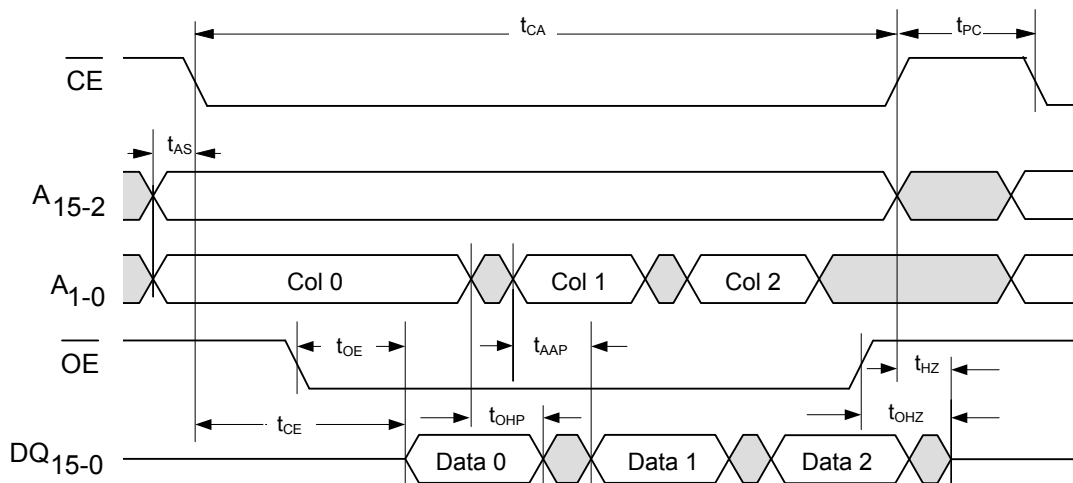 tCA
tPC
CE
tAS
A15-2
A1-0
Col 0
Col 1
Col 2
OE
tOE
tAAP
tHZ
tCE
tOHP
tOHZ
DQ15-0
Data 0
Data 1
Data 2